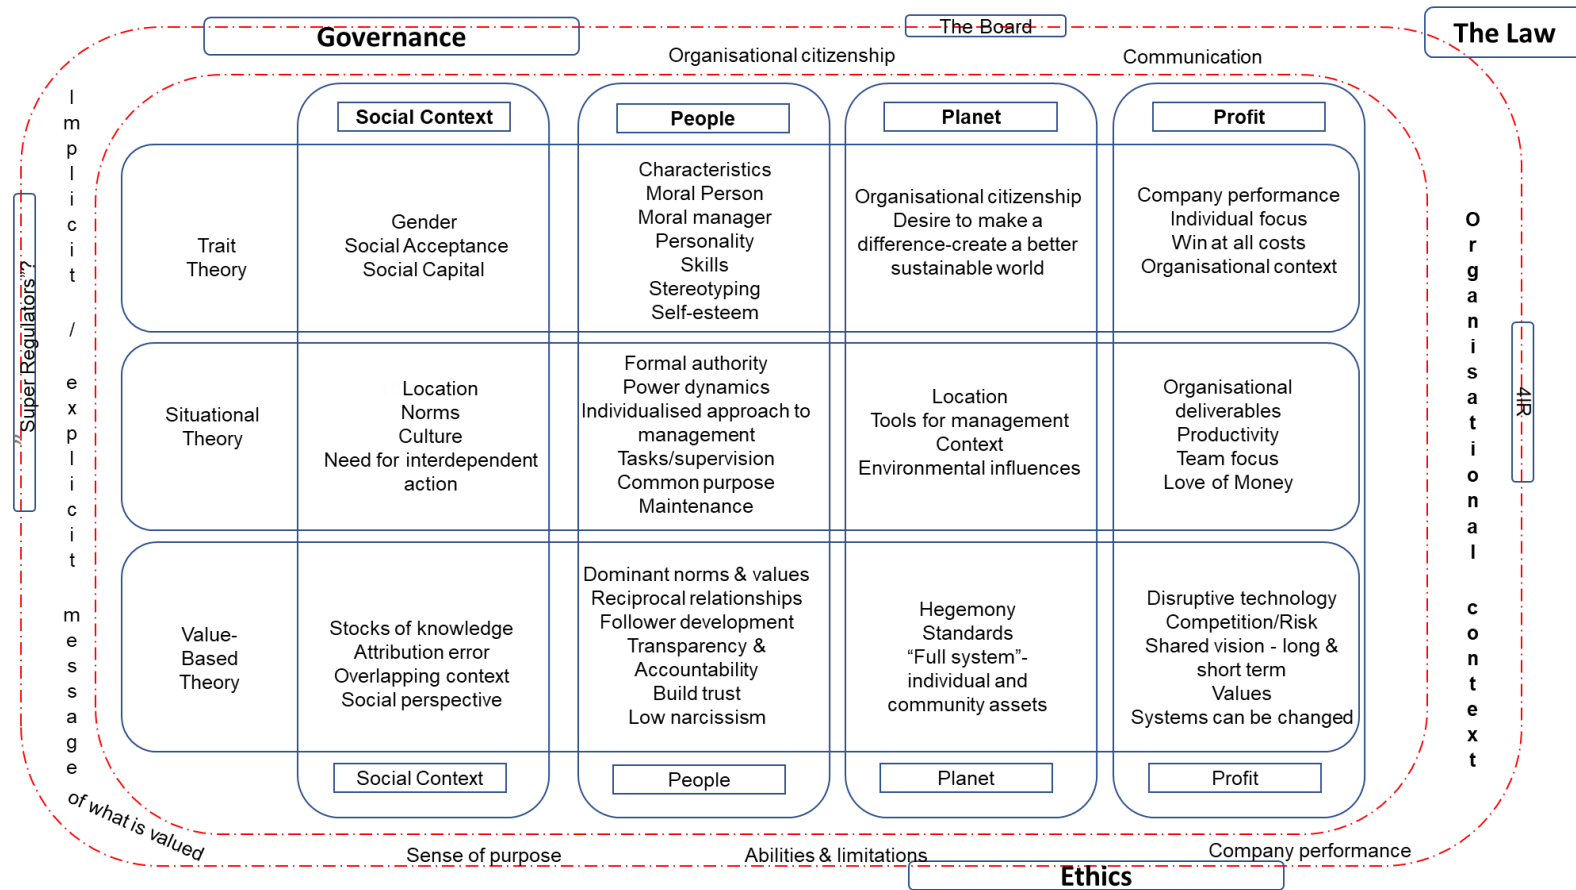 Governance
The Board
The Law
Organisational citizenship
Communication
Implicit / explicit message
of what is valued
" Super Regulators"?
Social Context
People
Planet
Profit
Trait
Theory
Gender
Social Acceptance
Social Capital
Characteristics
Moral Person
Moral manager
Personality
Skills
Stereotyping
Self-esteem
Organisational citizenship
Desire to make a
difference-create a better
sustainable world
Company performance
Individual focus
Win at all costs
Organisational context
Situational
Theory
Location
Norms
Culture
Need for interdependent
action
Formal authority
Power dynamics
Individualised approach to
management
Tasks/supervision
Common purpose
Maintenance
Location
Tools for management
Context
Environmental influences
Organisational
deliverables
Productivity
Team focus
Love of Money
Value-
Based
Theory
Stocks of knowledge
Attribution error
Overlapping context
Social perspective
Dominant norms & values
Reciprocal relationships
Follower development
Transparency &
Accountability
Build trust
Low narcissism
Hegemony
Standards
“Full system”-
individual and
community assets
Disruptive technology
Competition/Risk
Shared vision - long &
short term
Values
Systems can be changed
Social Context
People
Planet
Profit
Organisational context
4IR
Sense of purpose
Abilities & limitations
Company performance
Ethics